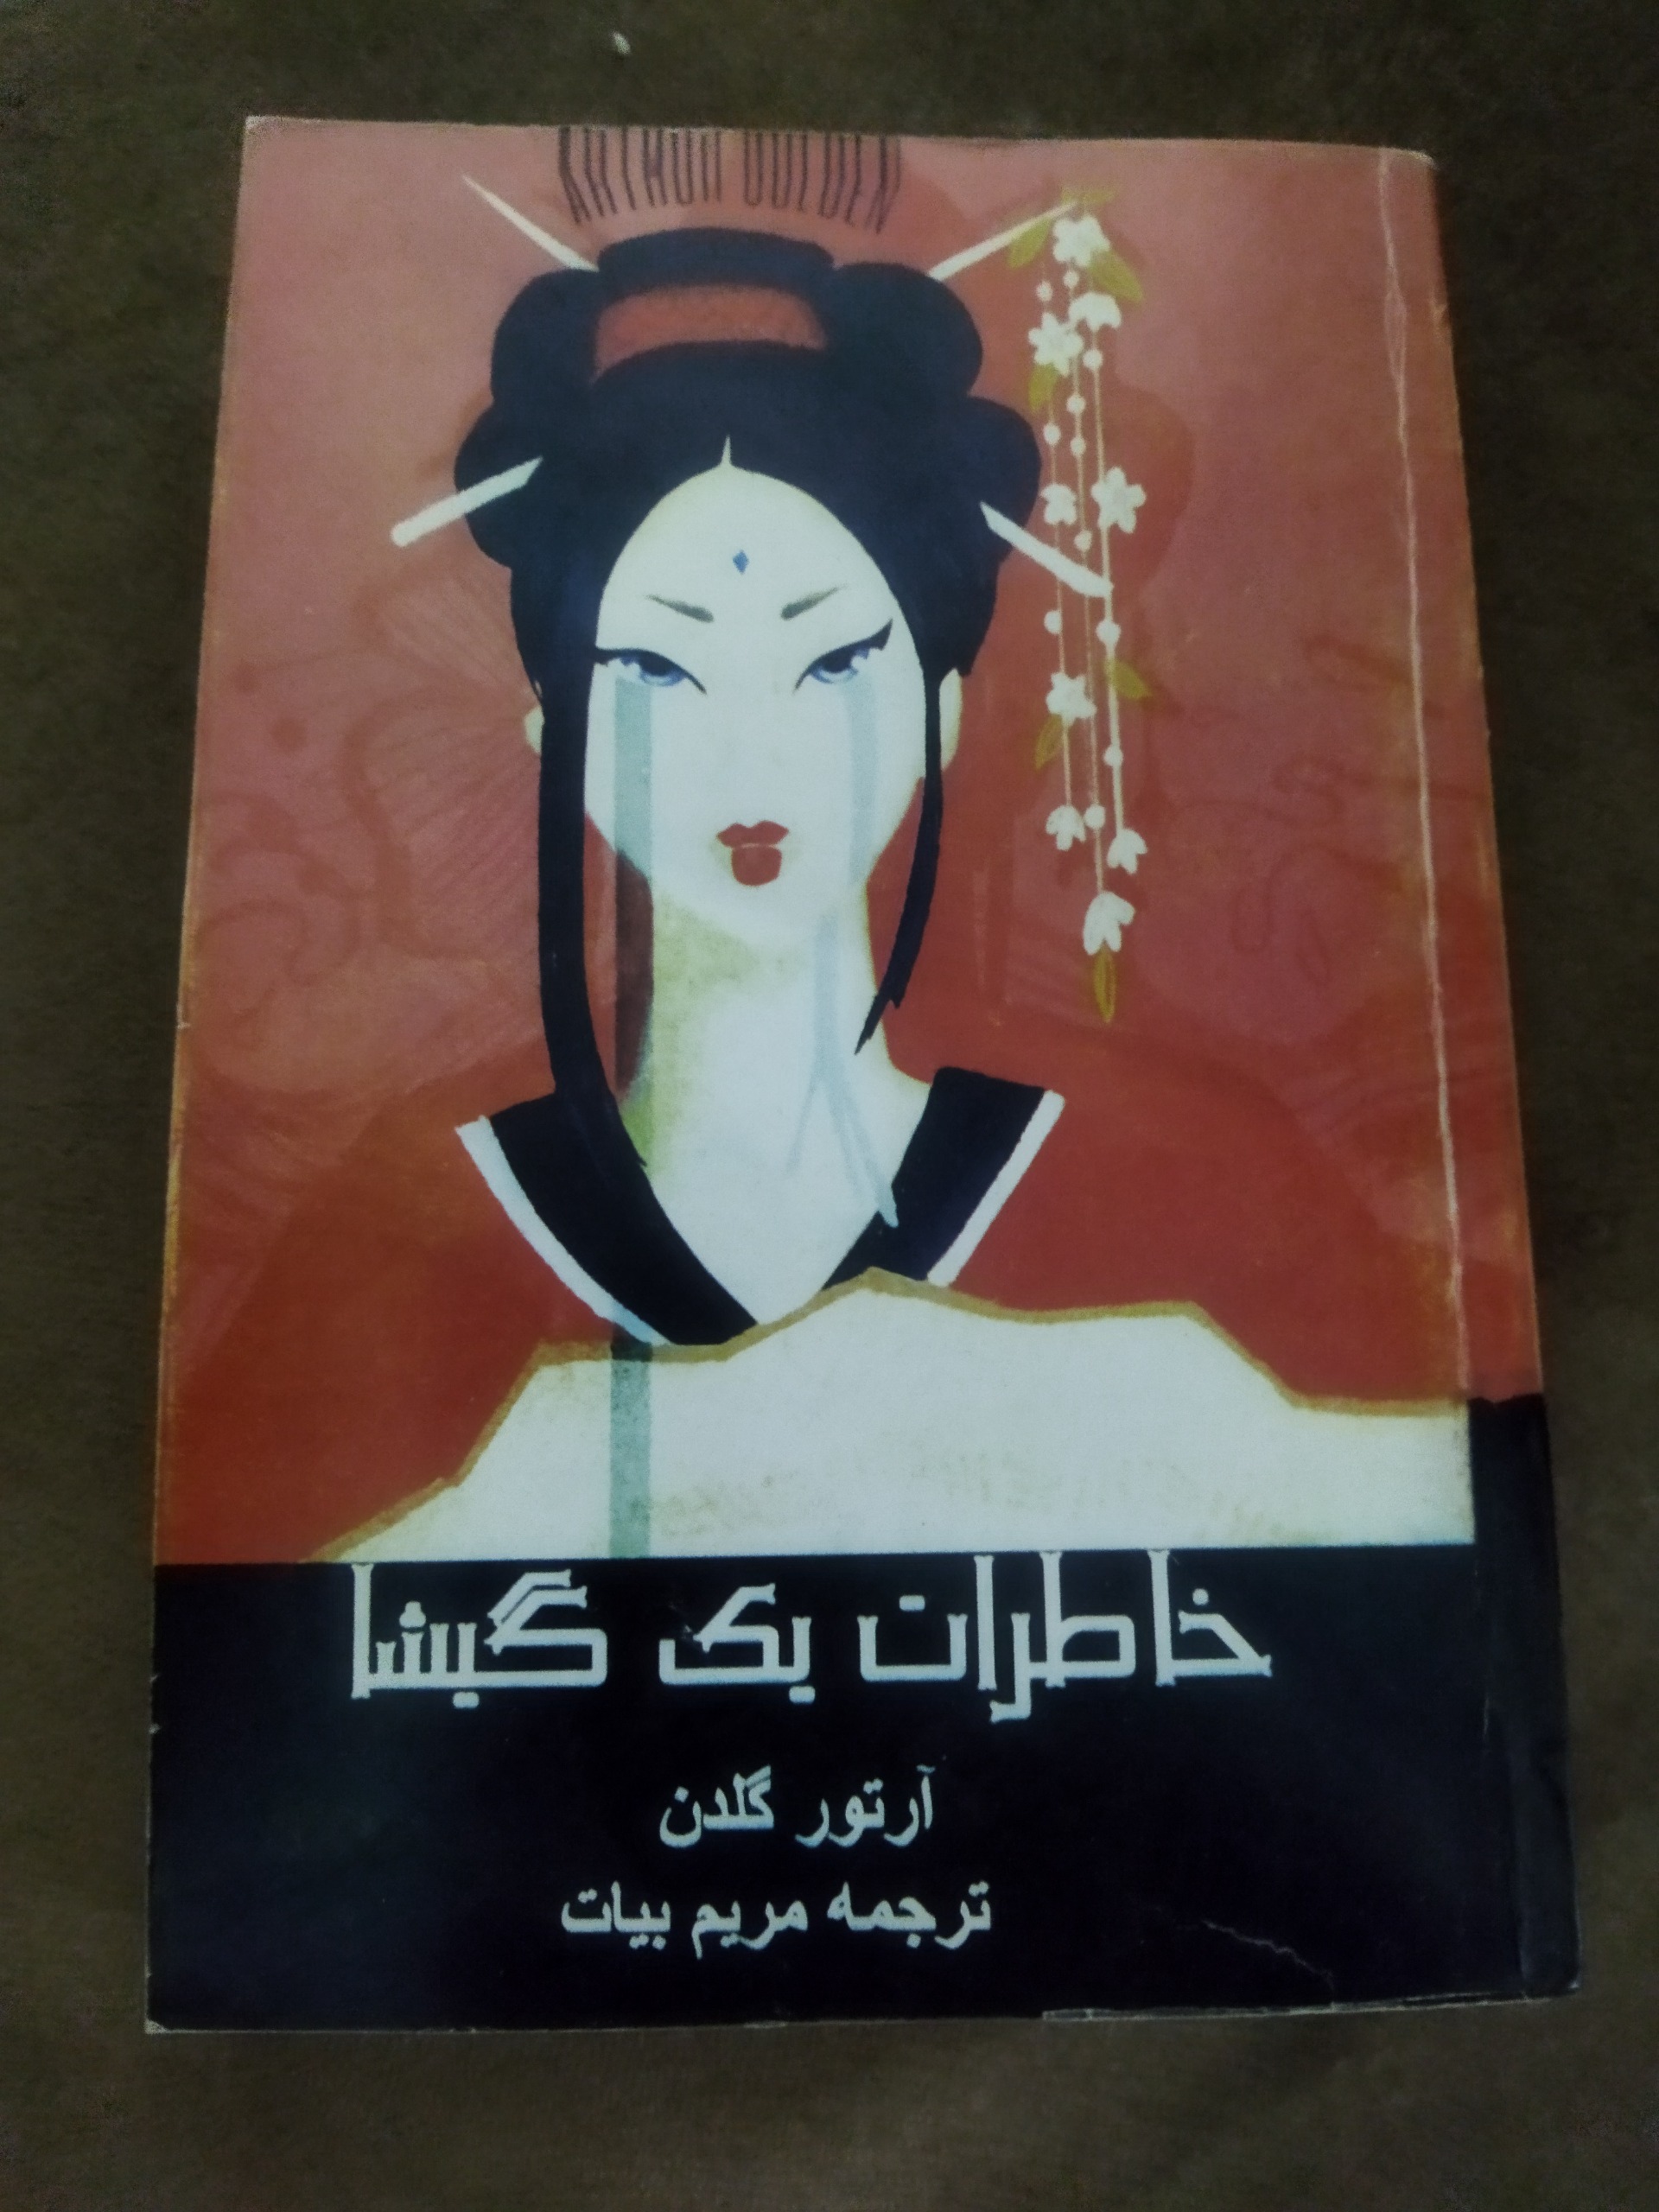 ARTHUR GOLDEN
خاطرات یک گیشا
آرتور گلدن
ترجمه مریم بیات